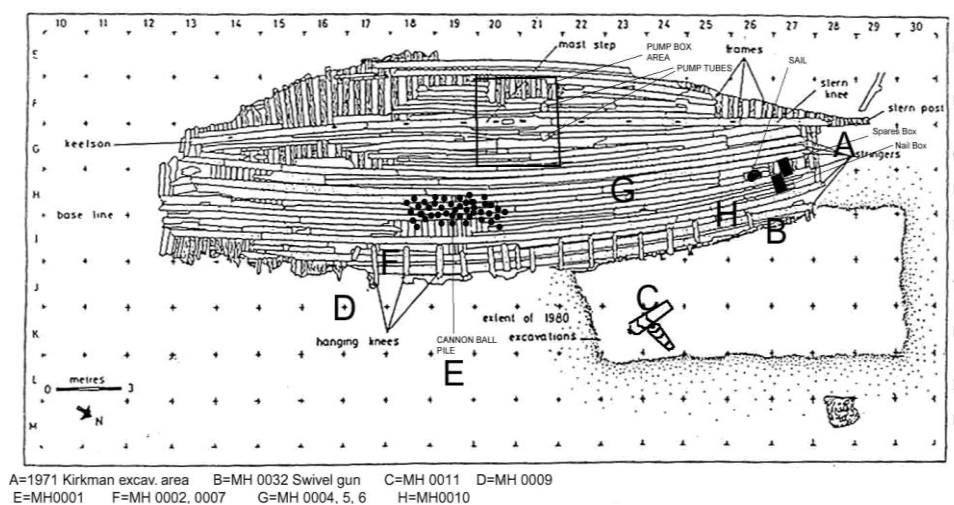 10 11 12 13 14 15 16 17 18 19 20 21 22 23 24 25 26 27 28 29 30
S
mast step
PUMP BOX
AREA
frames
SAIL
PUMP TUBES
stern
knee
stern post
keelson
G
A
Spares Box
stringers
Nail Box
H
G
base line
H
B
I
F
J
D
C
extent of 1980
excavations
K
hanging knees
CANNON BALL
PILE
E
L
metres
0 3
N
M
A=1971 Kirkman excav. area B=MH 0032 Swivel gun C=MH 0011 D=MH 0009
E=MH0001 F=MH 0002, 0007 G=MH 0004, 5, 6 H=MH0010